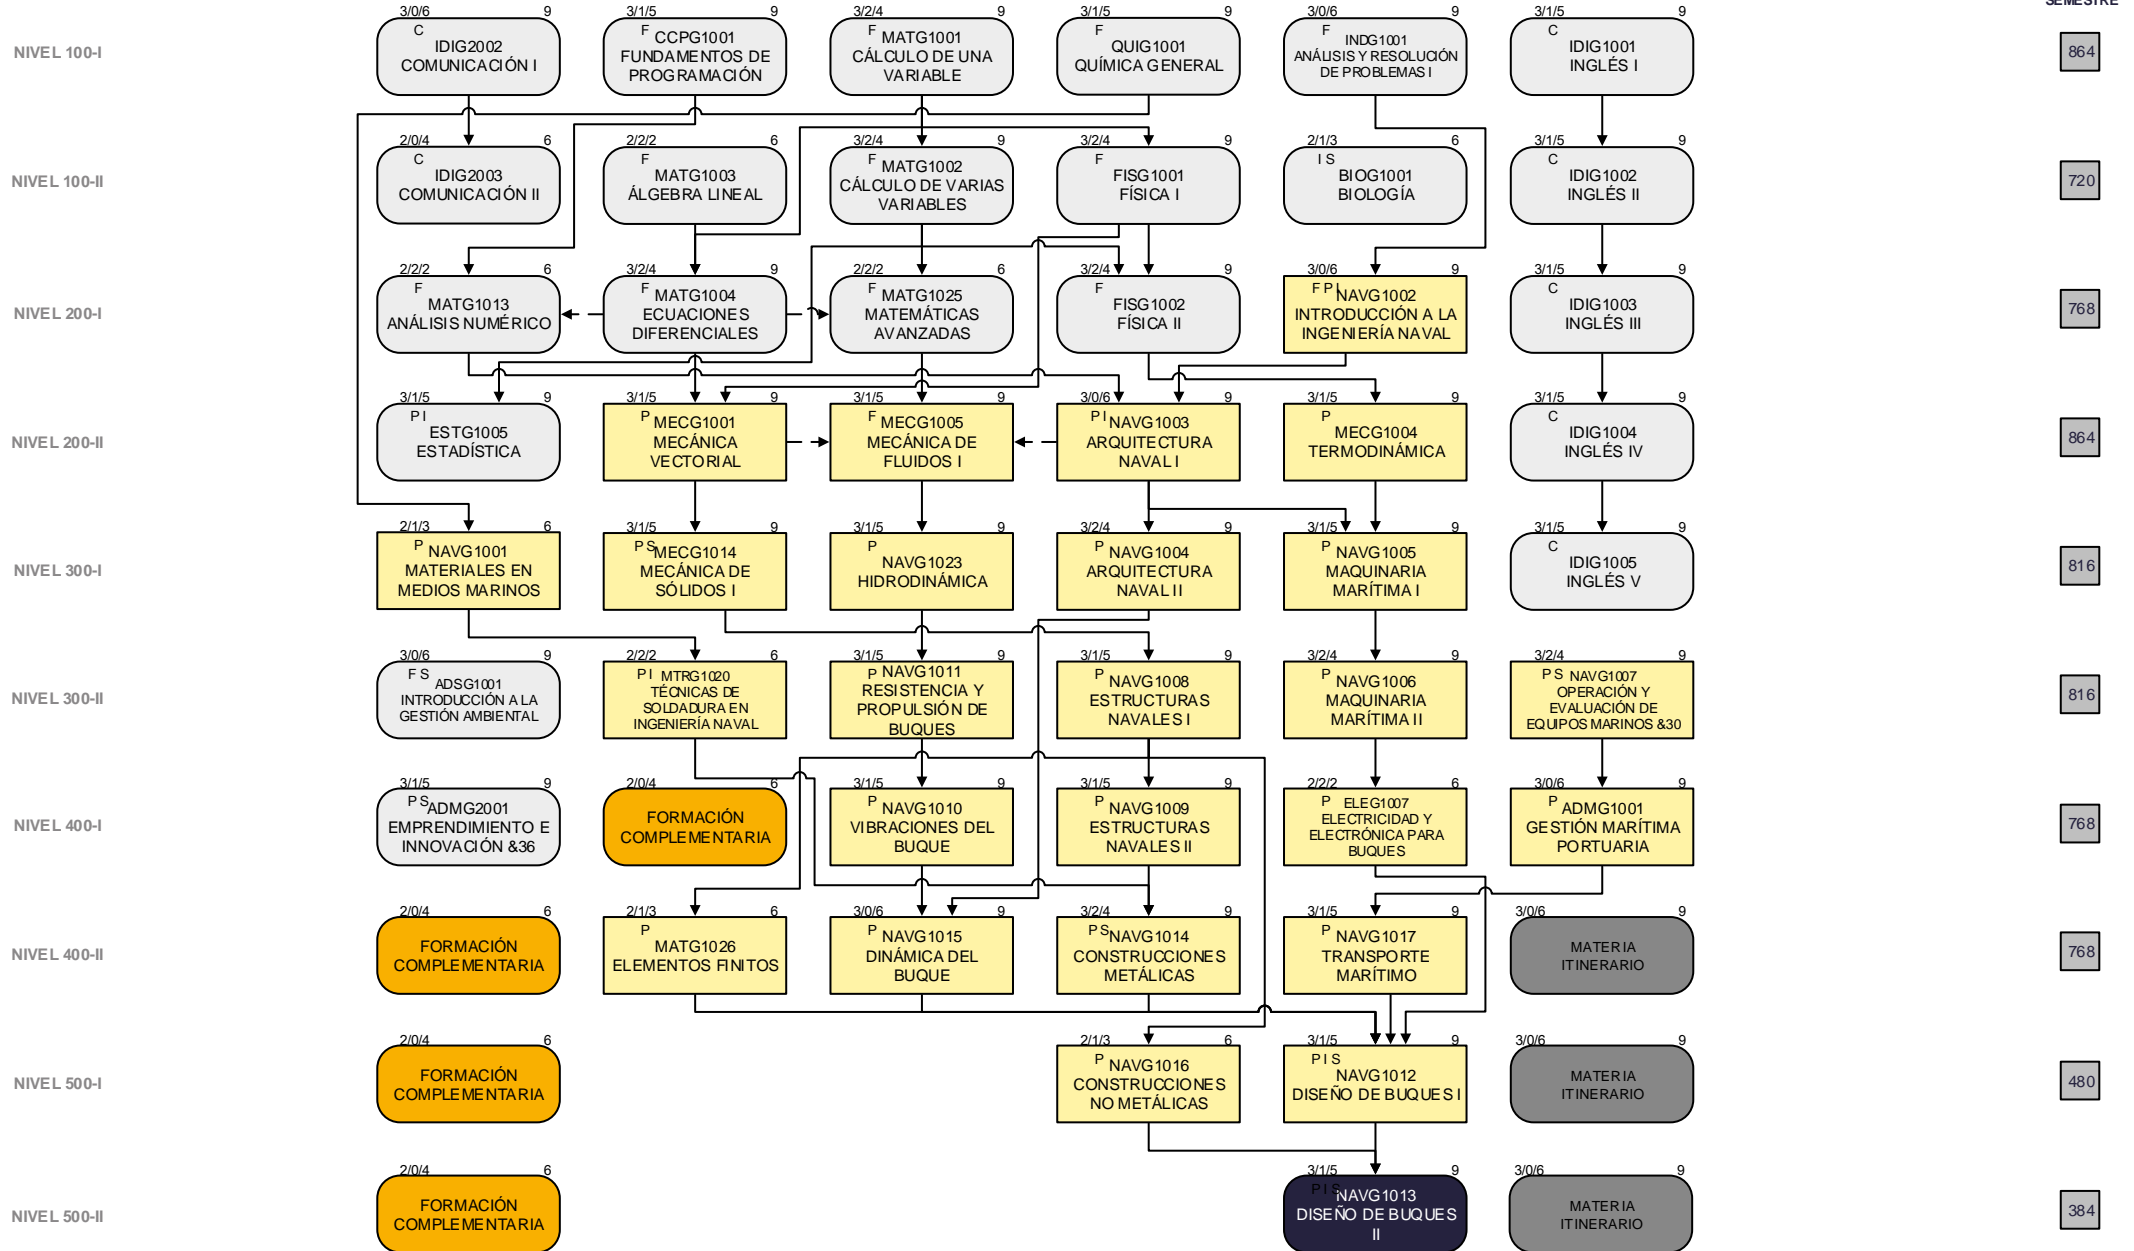 SEMESTRE
NIVEL 100-I
3/0/6 9
C
IDIG2002
COMUNICACIÓN I
3/1/5 9
F CCPG1001
FUNDAMENTOS DE
PROGRAMACIÓN
3/2/4 9
F MATG1001
CÁLCULO DE UNA
VARIABLE
3/1/5 9
F
QUIG1001
QUÍMICA GENERAL
3/0/6 9
F
INDG1001
ANÁLISIS Y RESOLUCIÓN
DE PROBLEMAS I
3/1/5 9
C
IDIG1001
INGLÉS I
864
NIVEL 100-II
2/0/4 6
C
IDIG2003
COMUNICACIÓN II
2/2/2 6
F
MATG1003
ÁLGEBRA LINEAL
3/2/4 9
F MATG1002
CÁLCULO DE VARIAS
VARIABLES
3/2/4 9
F
FISG1001
FÍSICA I
2/1/3 6
I S
BIOG1001
BIOLOGÍA
3/1/5 9
C
IDIG1002
INGLÉS II
720
NIVEL 200-I
2/2/2 6
F
MATG1013
ANÁLISIS NUMÉRICO
3/2/4 9
F MATG1004
ECUACIONES
DIFERENCIALES
2/2/2 6
F MATG1025
MATEMÁTICAS
AVANZADAS
3/2/4 9
F
FISG1002
FÍSICA II
3/0/6 9
F P I
NAVG1002
INTRODUCCIÓN A LA
INGENIERÍA NAVAL
3/1/5 9
C
IDIG1003
INGLÉS III
768
NIVEL 200-II
3/1/5 9
P I
ESTG1005
ESTADÍSTICA
3/1/5 9
P MECG1001
MECÁNICA
VECTORIAL
3/1/5 9
F MECG1005
MECÁNICA DE
FLUIDOS I
3/0/6 9
P I NAVG1003
ARQUITECTURA
NAVAL I
3/1/5 9
P
MECG1004
TERMODINÁMICA
3/1/5 9
C
IDIG1004
INGLÉS IV
864
NIVEL 300-I
2/1/3 6
P NAVG1001
MATERIALES EN
MEDIOS MARINOS
3/1/5 9
P S MECG1014
MECÁNICA DE
SÓLIDOS I
3/1/5 9
P
NAVG1023
HIDRODINÁMICA
3/2/4 9
P NAVG1004
ARQUITECTURA
NAVAL II
3/1/5 9
P NAVG1005
MAQUINARIA
MARÍTIMA I
3/1/5 9
C
IDIG1005
INGLÉS V
816
NIVEL 300-II
3/0/6 9
F S
ADSG1001
INTRODUCCIÓN A LA
GESTIÓN AMBIENTAL
2/2/2 6
P I MTRG1020
TÉCNICAS DE
SOLDADURA EN
INGENIERÍA NAVAL
3/1/5 9
P NAVG1011
RESISTENCIA Y
PROPULSIÓN DE
BUQUES
3/1/5 9
P NAVG1008
ESTRUCTURAS
NAVALES I
3/2/4 9
P NAVG1006
MAQUINARIA
MARÍTIMA II
3/2/4 9
P S NAVG1007
OPERACIÓN Y
EVALUACIÓN DE
EQUIPOS MARINOS &30
816
NIVEL 400-I
3/1/5 9
P S ADMG2001
EMPRENDIMIENTO E
INNOVACIÓN &36
2/0/4 6
FORMACIÓN
COMPLEMENTARIA
3/1/5 9
P NAVG1010
VIBRACIONES DEL
BUQUE
3/1/5 9
P NAVG1009
ESTRUCTURAS
NAVALES II
2/2/2 6
P ELEG1007
ELECTRICIDAD Y
ELECTRÓNICA PARA
BUQUES
3/0/6 9
P ADMG1001
GESTIÓN MARÍTIMA
PORTUARIA
768
NIVEL 400-II
2/0/4 6
FORMACIÓN
COMPLEMENTARIA
2/1/3 6
P
MATG1026
ELEMENTOS FINITOS
3/0/6 9
P NAVG1015
DINÁMICA DEL
BUQUE
3/2/4 9
P S NAVG1014
CONSTRUCCIONES
METÁLICAS
3/1/5 9
P NAVG1017
TRANSPORTE
MARÍTIMO
3/0/6 9
MATERIA
ITINERARIO
768
NIVEL 500-I
2/0/4 6
FORMACIÓN
COMPLEMENTARIA
2/1/3 6
P NAVG1016
CONSTRUCCIONES
NO METÁLICAS
3/1/5 9
P I S
NAVG1012
DISEÑO DE BUQUES I
3/0/6 9
MATERIA
ITINERARIO
480
NIVEL 500-II
2/0/4 6
FORMACIÓN
COMPLEMENTARIA
3/1/5 9
P I S
NAVG1013
DISEÑO DE BUQUES
II
3/0/6 9
MATERIA
ITINERARIO
384